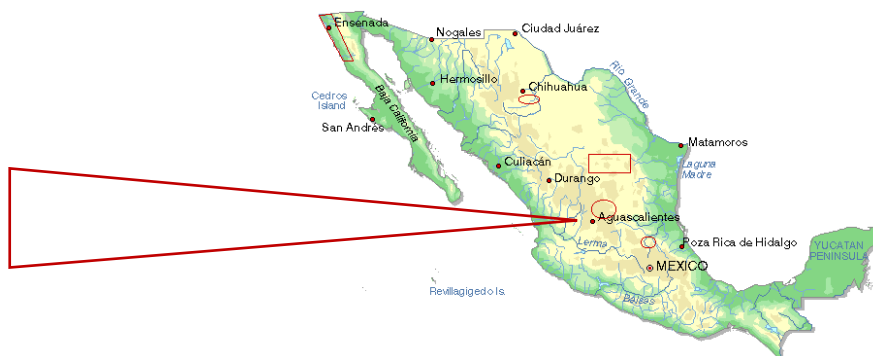 Ensenada
Nogales
Ciudad Juárez
Hermosillo
Chihuahua
Rio Grande
Cedros
Island
San Andrés
Baja California
Matamoros
Laguna
Madre
Culiacán
Durango
Aguascalientes
Lerma
Poza Rica de Hidalgo
YUCATAN
PENINSULA
MEXICO
Revillagigedo Is.
Balsas